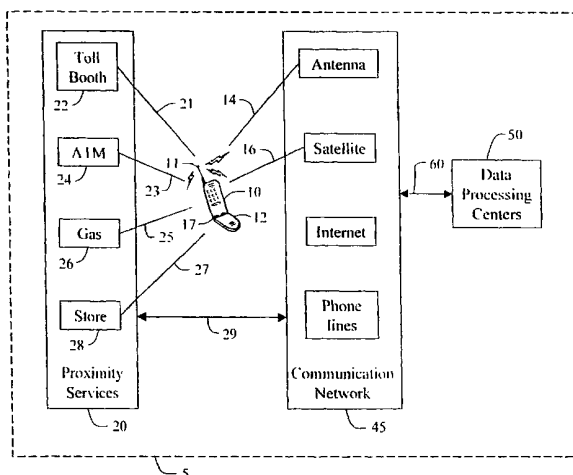 Toll
Booth
22
ATM
24
Gas
26
Store
28
Proximity
Services
20
21
23
25
27
29
11
17
10
12
14
16
Antenna
Satellite
Internet
Phone
lines
Communication
Network
45
60
50
Data
Processing
Centers
5